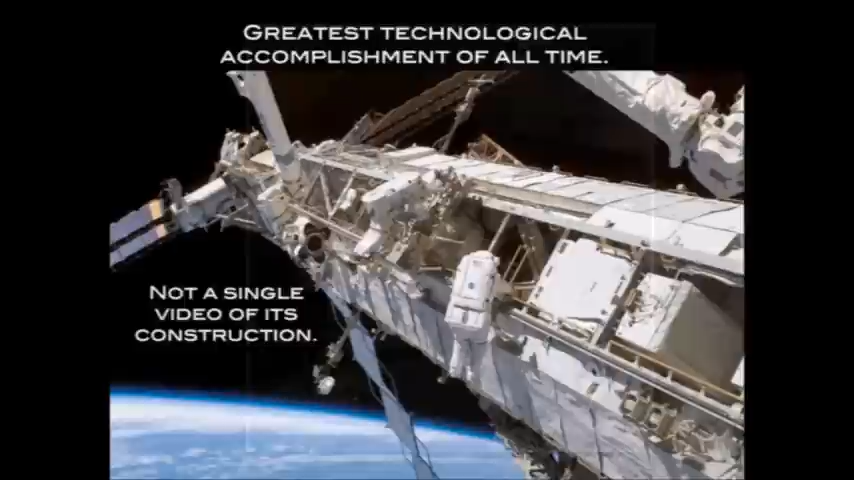 Greatest technological
accomplishment of all time.
Not a single
video of its
construction.